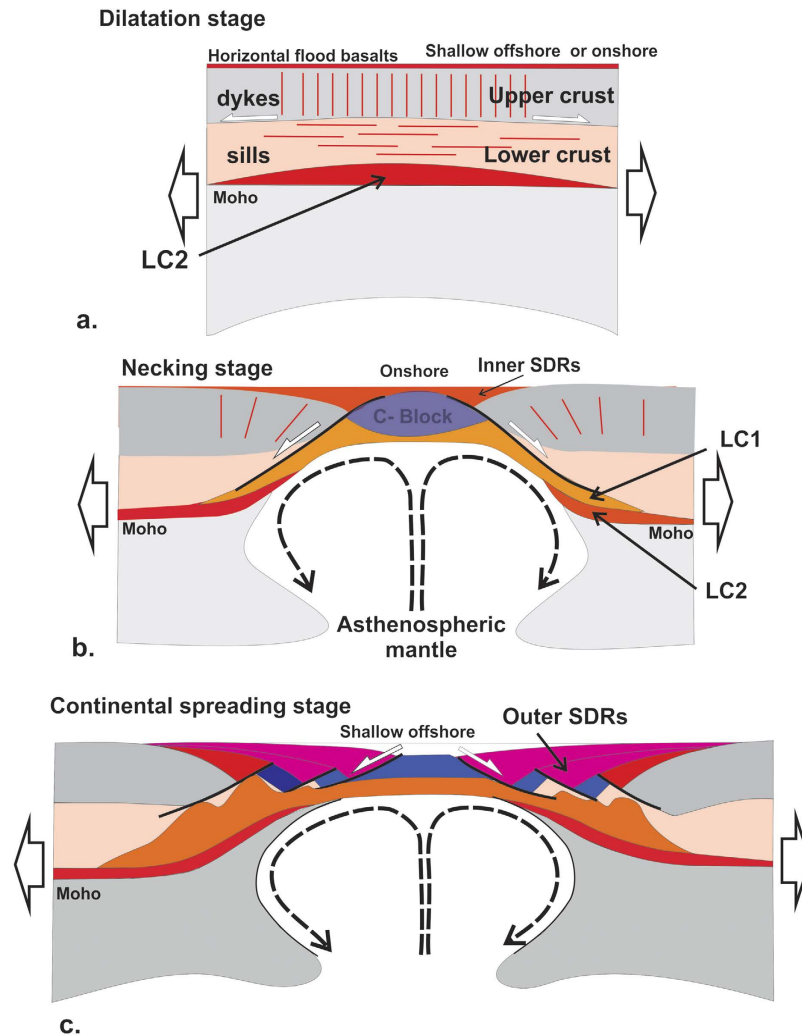 Dilatation stage
Horizontal flood basalts
Shallow offshore or onshore
dykes
Upper crust
sills
Lower crust
Moho
LC2
a.
Necking stage
Onshore
Inner SDRs
C- Block
LC1
Moho
Moho
LC2
Asthenospheric
mantle
b.
Continental spreading stage
Shallow offshore
Outer SDRs
Moho
c.